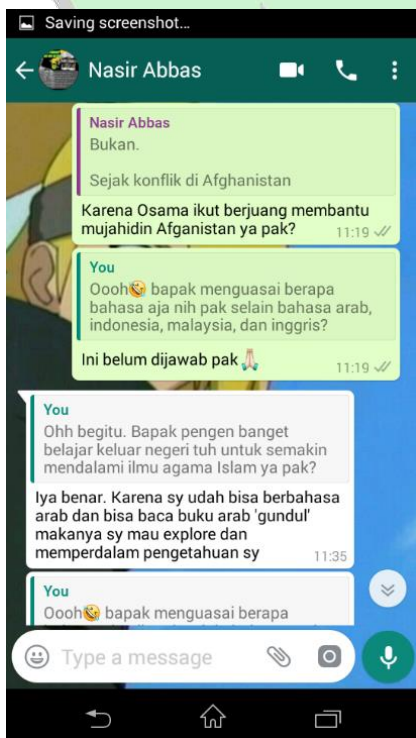 Saving screenshot...
Nasir Abbas
Nasir Abbas
Bukan.
Sejak konflik di Afghanistan
Karena Osama ikut berjuang membantu
mujahidin Afganistan ya pak?
11:19
You
Oooh🤣 bapak menguasai berapa
bahasa aja nih pak selain bahasa arab,
indonesia, malaysia, dan inggris?
Ini belum dijawab pak🙏🏻
11:19
You
Ohh begitu. Bapak pengen banget
belajar keluar negeri tuh untuk semakin
mendalami ilmu agama Islam ya pak?
Iya benar. Karena sy udah bisa berbahasa
arab dan bisa baca buku arab 'gundul'
makanya sy mau explore dan
memperdalam pengetahuan sy
11:35
You
Oooh🤣 bapak menguasai berapa
Type a message